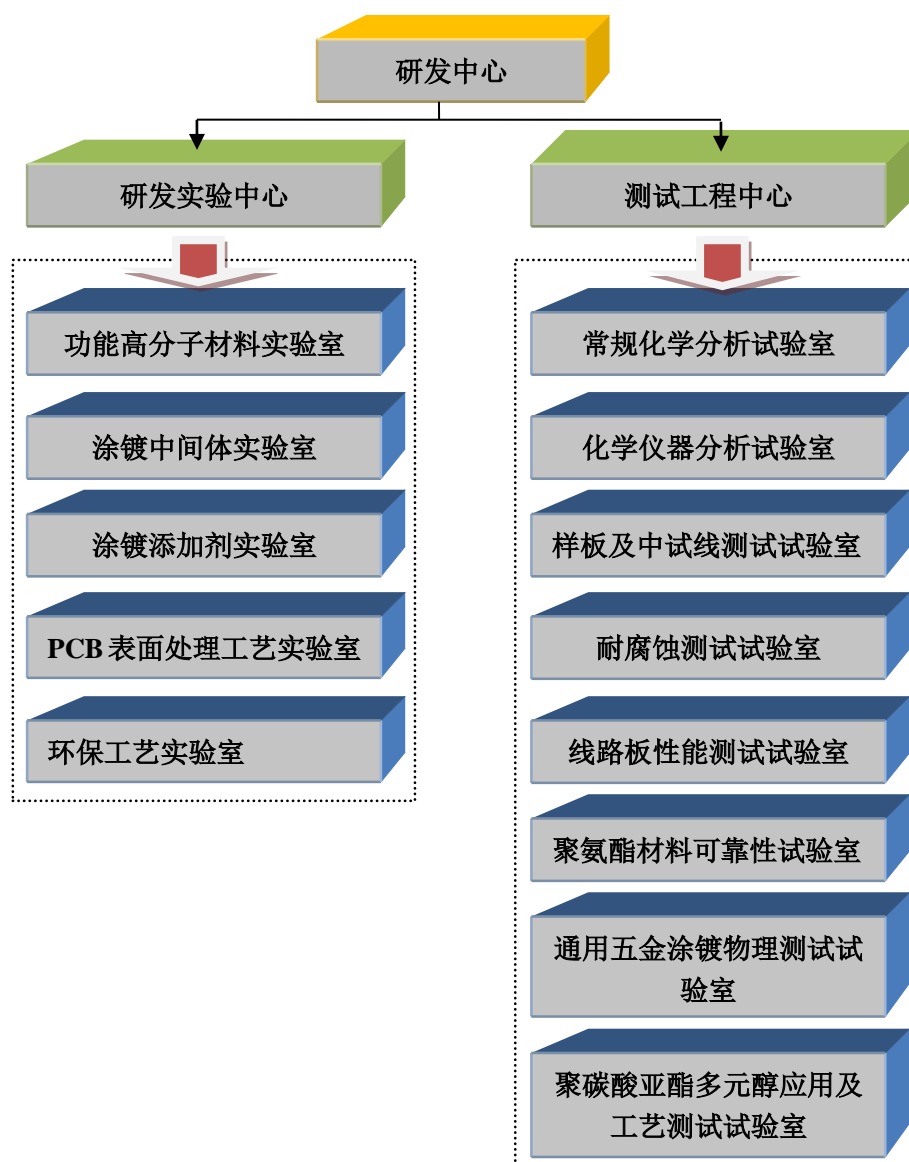 研发中心
研发实验中心
测试工程中心
功能高分子材料实验室
涂镀中间体实验室
涂镀添加剂实验室
PCB 表面处理工艺实验室
环保工艺实验室
常规化学分析试验室
化学仪器分析试验室
样板及中试线测试试验室
耐腐蚀测试试验室
线路板性能测试试验室
聚氨酯材料可靠性试验室
通用五金涂镀物理测试试
验室
聚碳酸亚酯多元醇应用及
工艺测试试验室